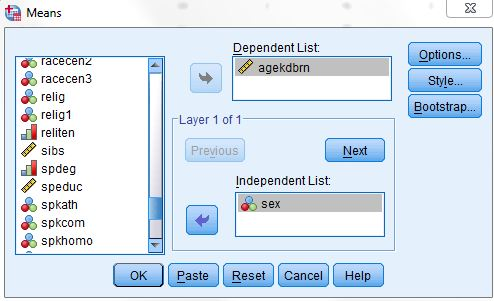 Means
racecen2
racecen3
relig
relig1
reliten
sibs
spdeg
speduc
spkath
spkcom
spkhomo
Dependent List:
agekdbrn
Layer 1 of 1
Previous
Next
Independent List:
sex
Options...
Style...
Bootstrap...
OK
Paste
Reset
Cancel
Help